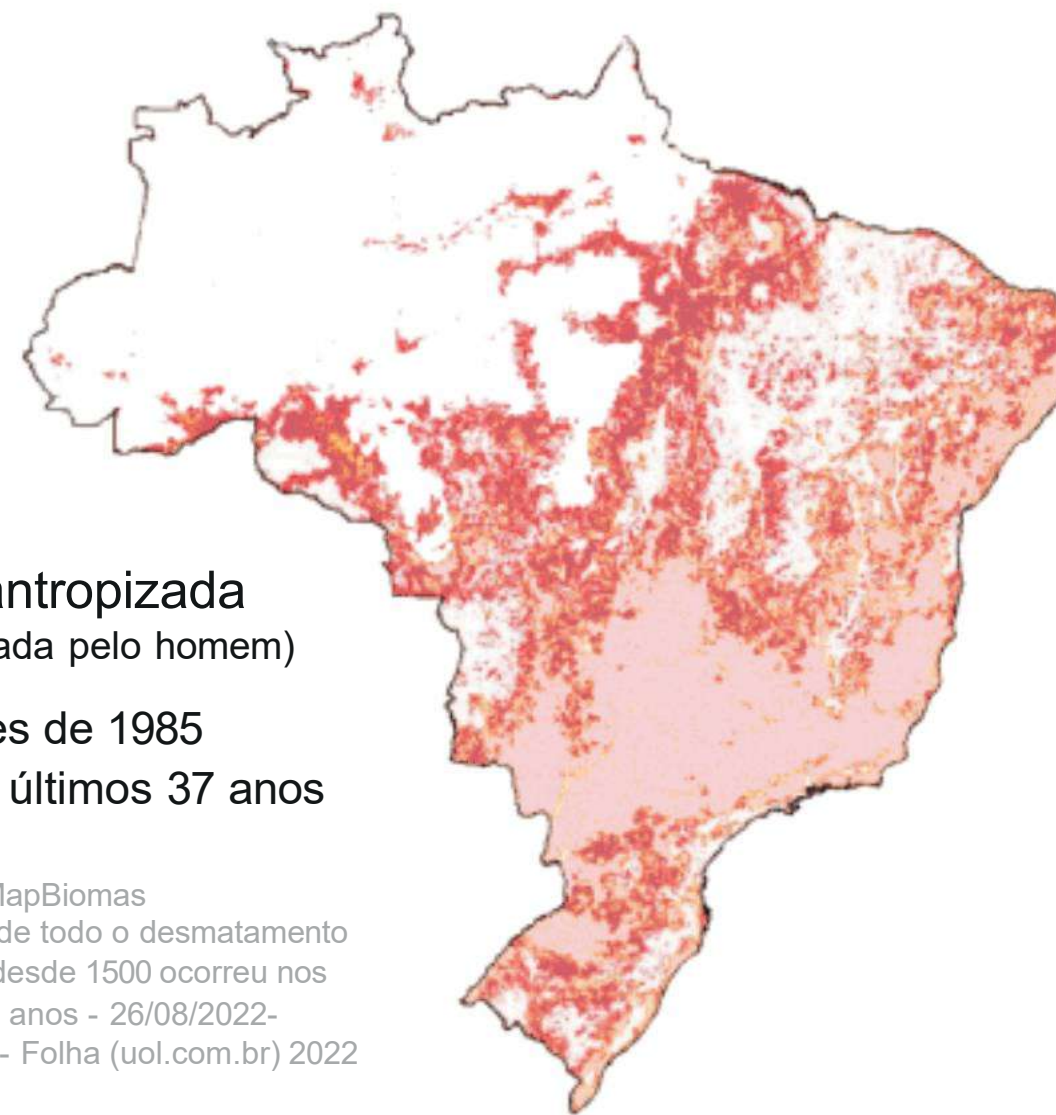 antropizada
ada pelo homem)
es de 1985
últimos 37 anos
MapBiomas
de todo o desmatamento
desde 1500 ocorreu nos
anos - 26/08/2022-
- Folha (uol.com.br) 2022